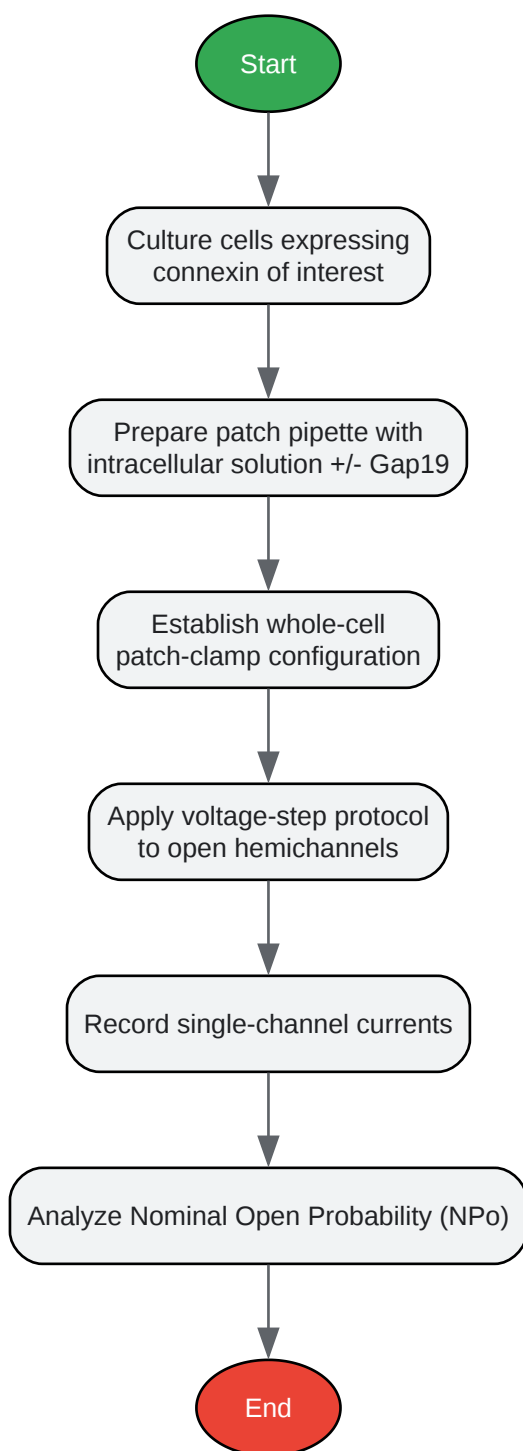 Start
Culture cells expressing
connexin of interest
Prepare patch pipette with
intracellular solution +/- Gap19
Establish whole-cell
patch-clamp configuration
Apply voltage-step protocol
to open hemichannels
Record single-channel currents
Analyze Nominal Open Probability (NPo)
End